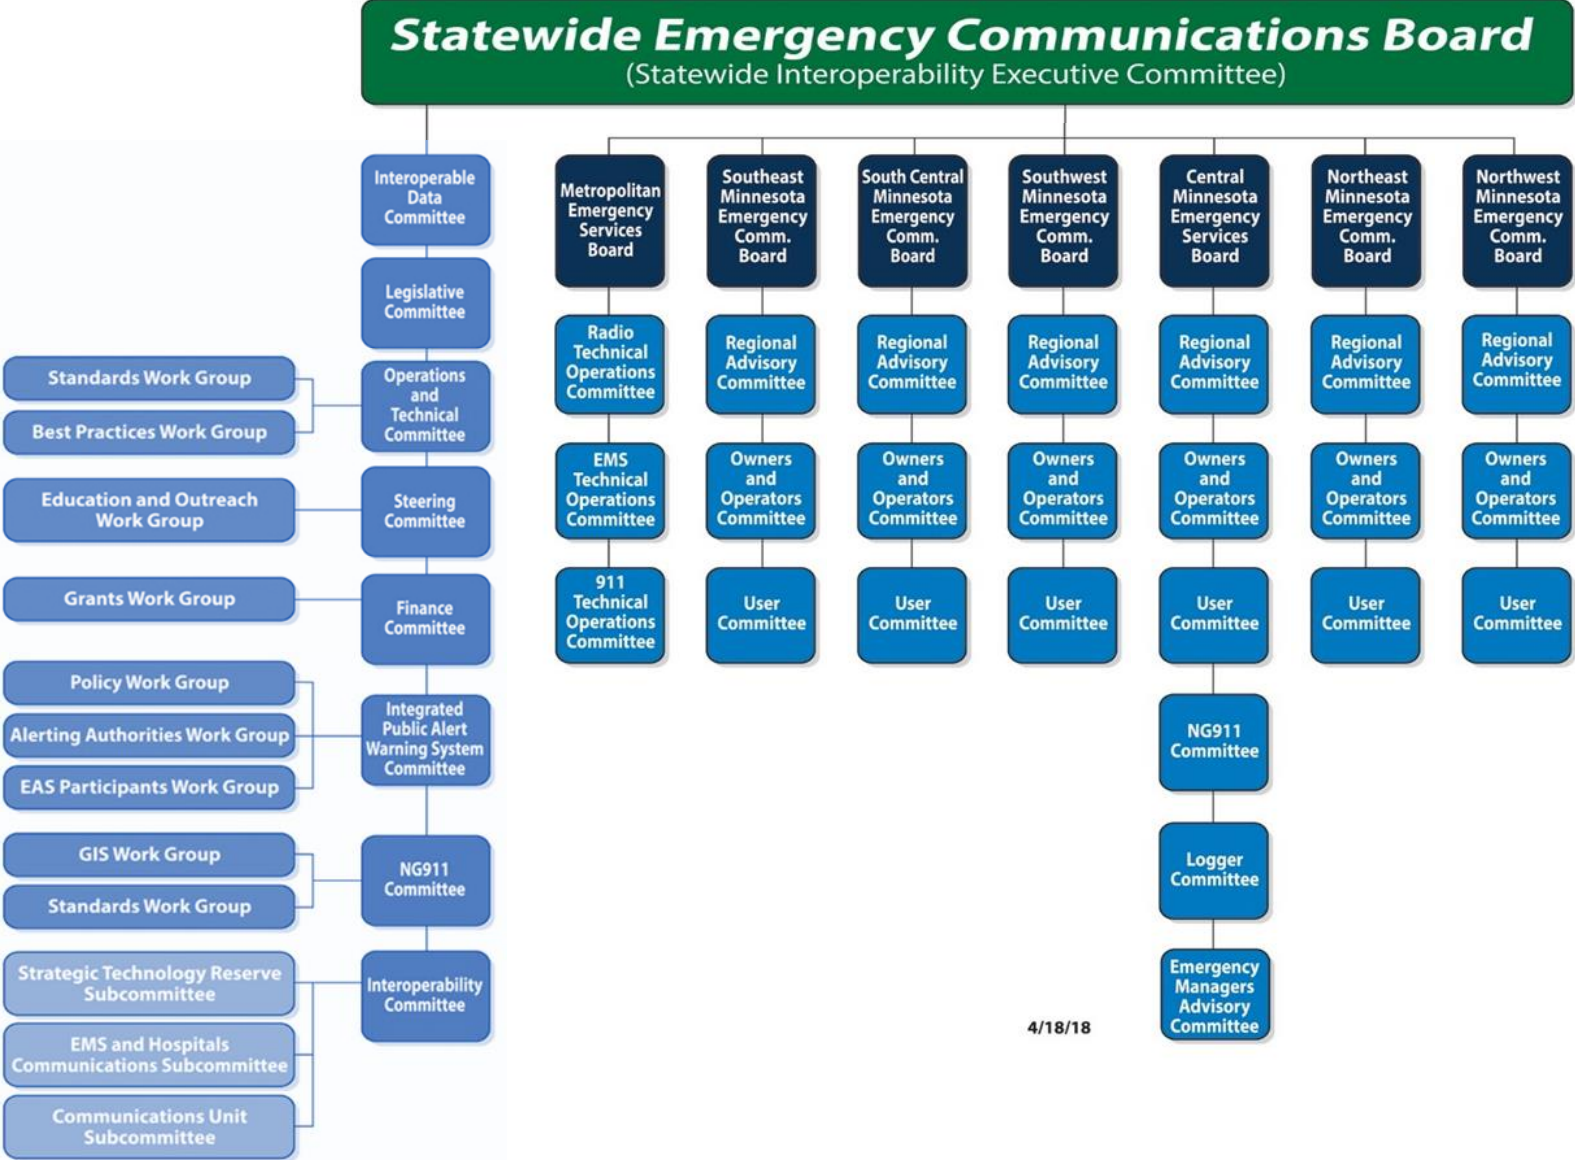 Statewide Emergency Communications Board
(Statewide Interoperability Executive Committee)
Interoperable
Data
Committee
Legislative
Committee
Operations
and
Technical
Committee
Standards Work Group
Best Practices Work Group
Steering
Committee
Education and Outreach
Work Group
Finance
Committee
Grants Work Group
Integrated
Public Alert
Warning System
Committee
Policy Work Group
Alerting Authorities Work Group
EAS Participants Work Group
NG911
Committee
GIS Work Group
Standards Work Group
Interoperability
Committee
Strategic Technology Reserve
Subcommittee
EMS and Hospitals
Communications Subcommittee
Communications Unit
Subcommittee
Metropolitan
Emergency
Services
Board
Radio
Technical
Operations
Committee
EMS
Technical
Operations
Committee
911
Technical
Operations
Committee
Southeast
Minnesota
Emergency
Comm.
Board
Regional
Advisory
Committee
Owners
and
Operators
Committee
User
Committee
South Central
Minnesota
Emergency
Comm.
Board
Regional
Advisory
Committee
Owners
and
Operators
Committee
User
Committee
Southwest
Minnesota
Emergency
Comm.
Board
Regional
Advisory
Committee
Owners
and
Operators
Committee
User
Committee
Central
Minnesota
Emergency
Services
Board
Regional
Advisory
Committee
Owners
and
Operators
Committee
User
Committee
NG911
Committee
Logger
Committee
Emergency
Managers
Advisory
Committee
Northeast
Minnesota
Emergency
Comm.
Board
Regional
Advisory
Committee
Owners
and
Operators
Committee
User
Committee
Northwest
Minnesota
Emergency
Comm.
Board
Regional
Advisory
Committee
Owners
and
Operators
Committee
User
Committee
4/18/18